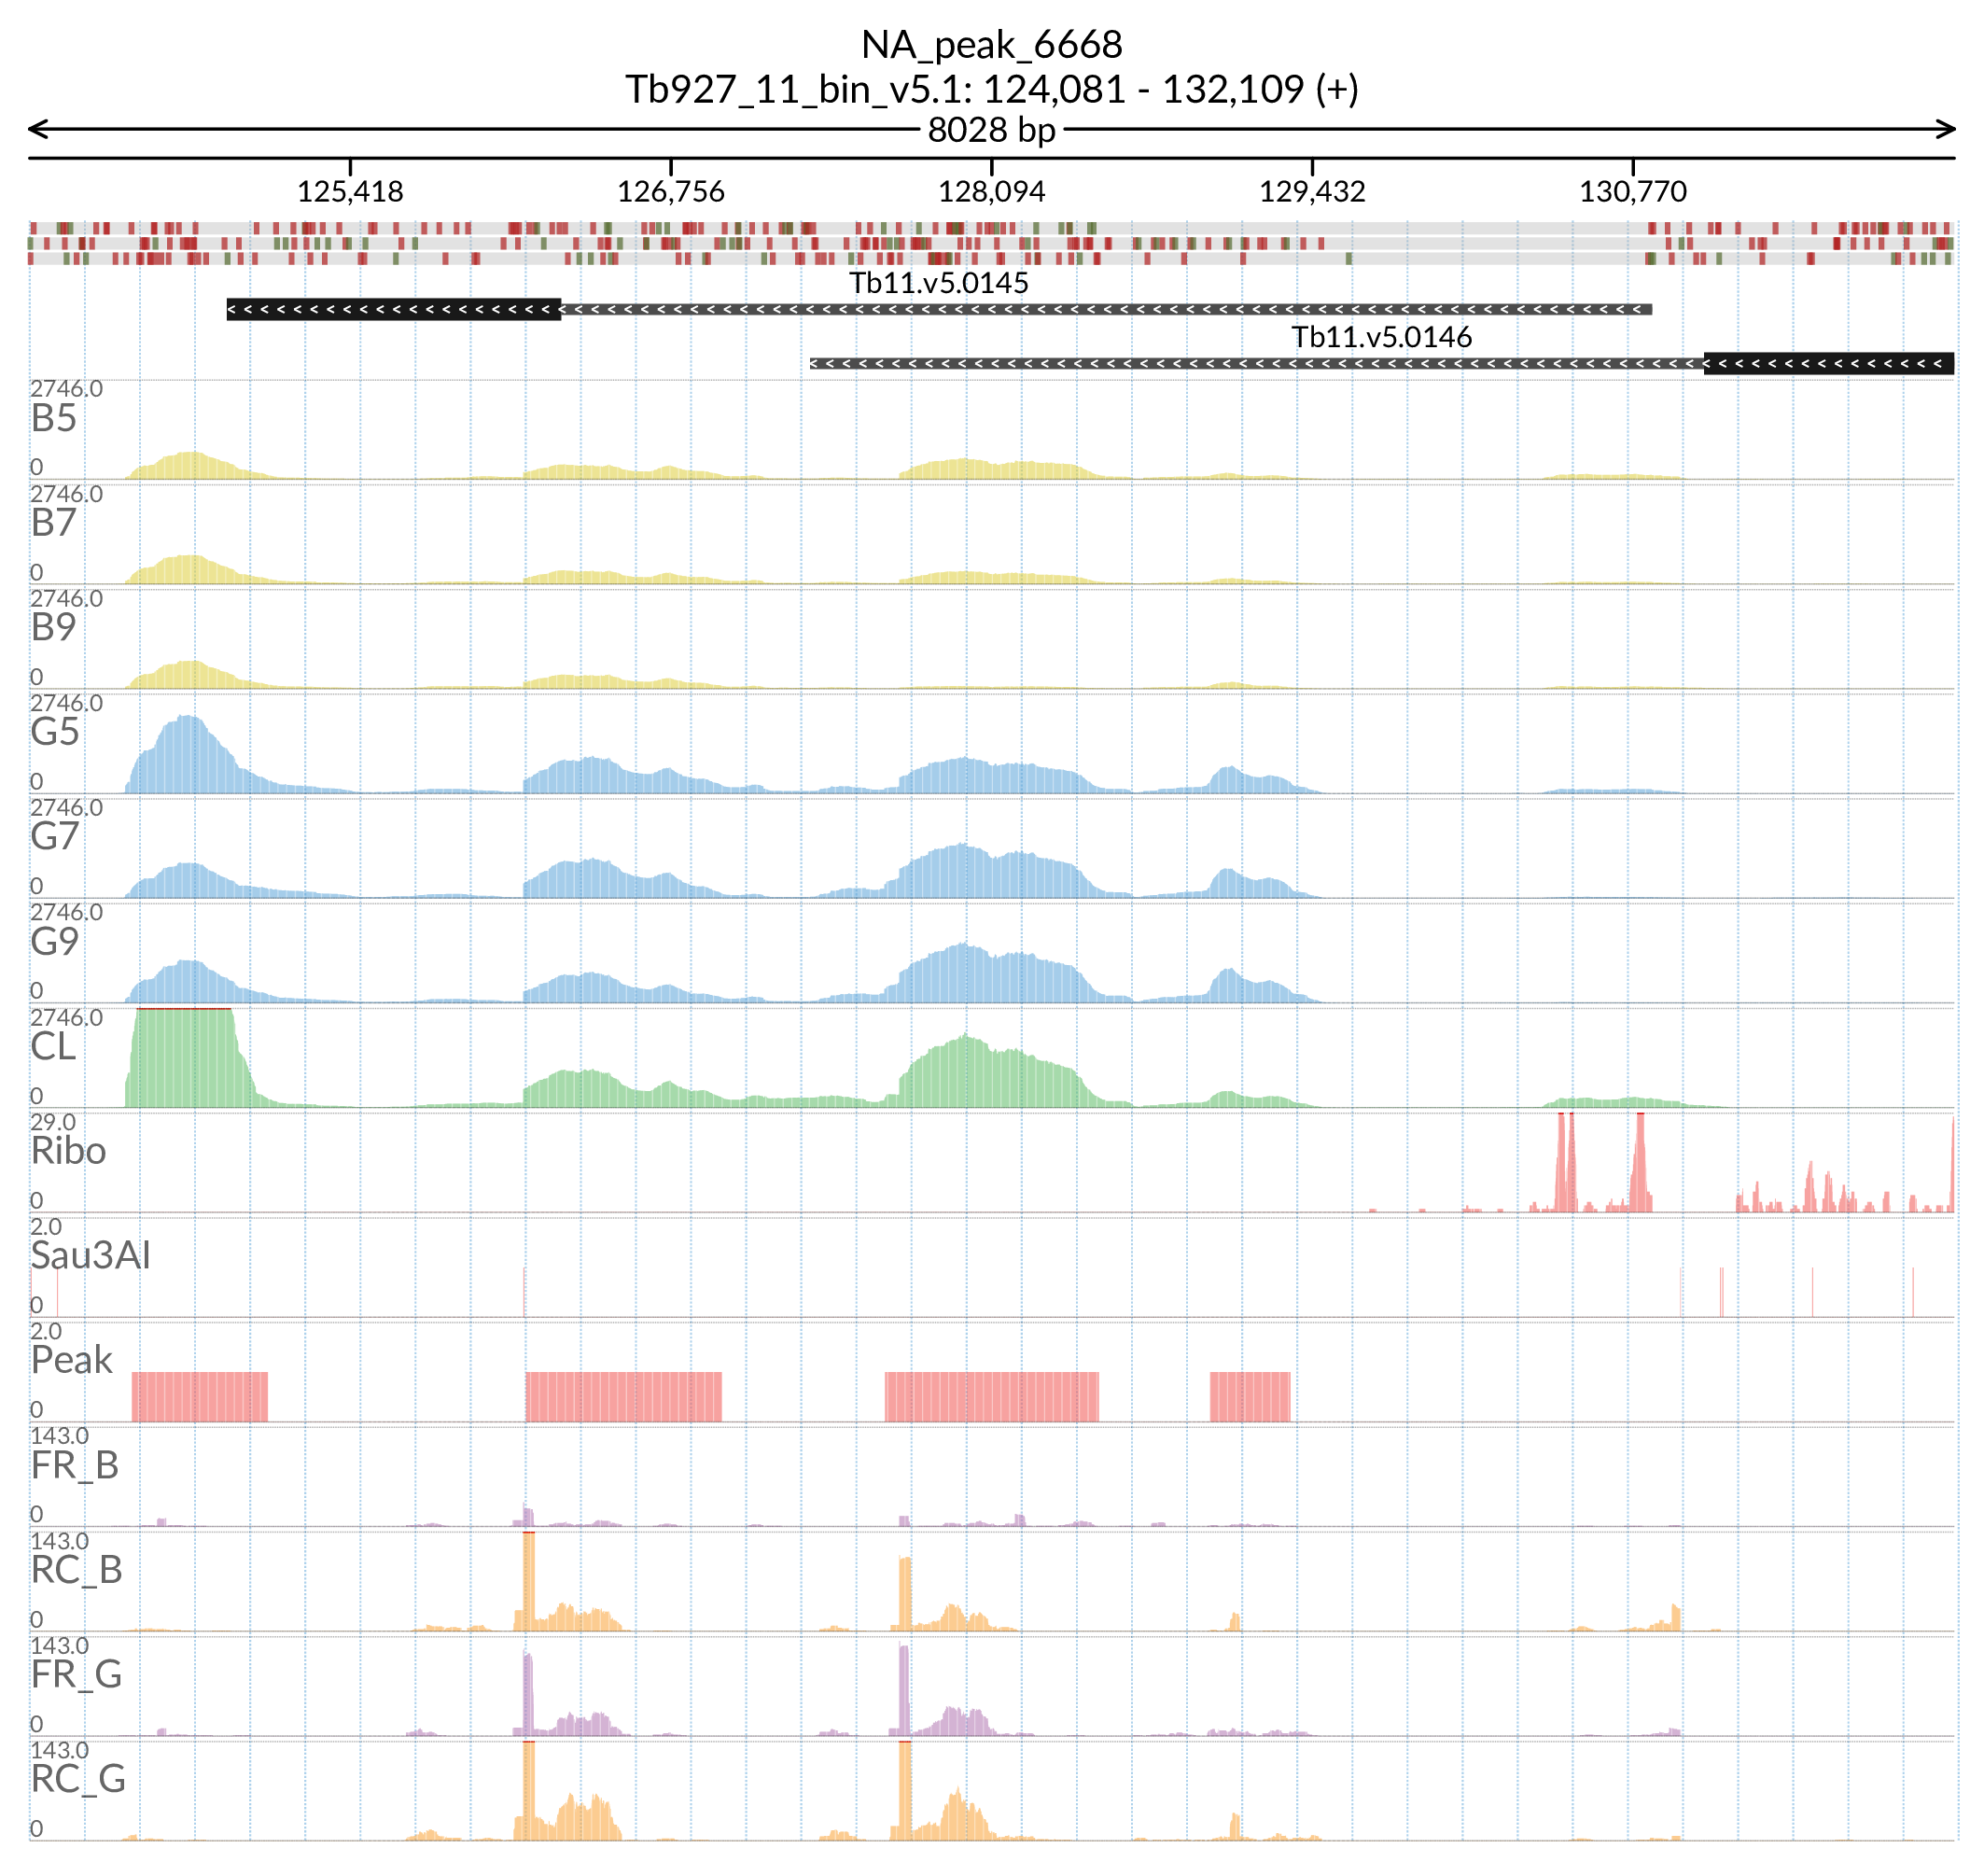 NA_peak_6668
Tb927_11_bin_v5.1: 124,081 - 132,109 (+)
8028 bp
125,418 126,756 128,094 129,432 130,770
Tb11.v5.0145
Tb11.v5.0146
2746.0
B5
0
2746.0
B7
0
2746.0
B9
0
2746.0
G5
0
2746.0
G7
0
2746.0
G9
0
2746.0
CL
0
29.0
Ribo
0
2.0
Sau3AI
0
2.0
Peak
0
143.0
FR_B
0
143.0
RC_B
0
143.0
FR_G
0
143.0
RC_G
0